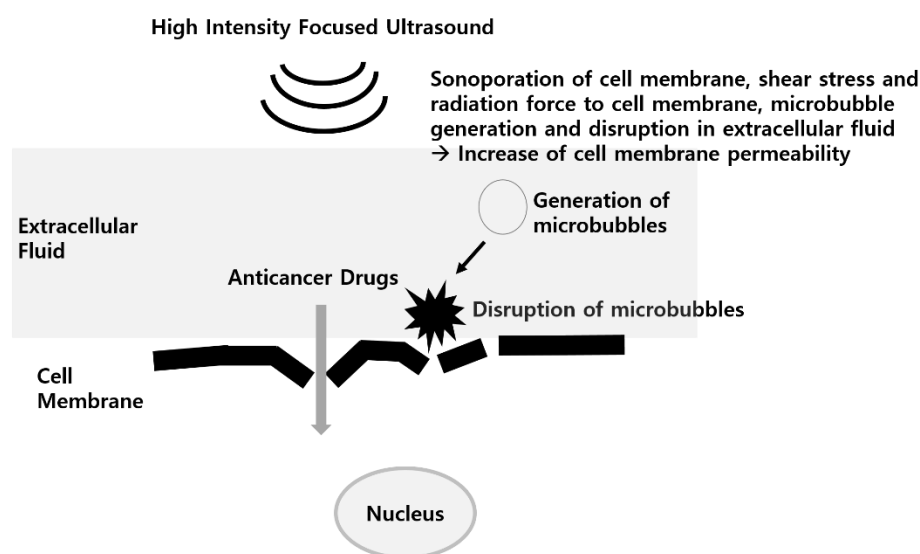 High Intensity Focused Ultrasound
Sonoporation of cell membrane, shear stress and
radiation force to cell membrane, microbubble
generation and disruption in extracellular fluid
→ Increase of cell membrane permeability
Generation of
microbubbles
Extracellular
Fluid
Anticancer Drugs
Disruption of microbubbles
Cell
Membrane
Nucleus